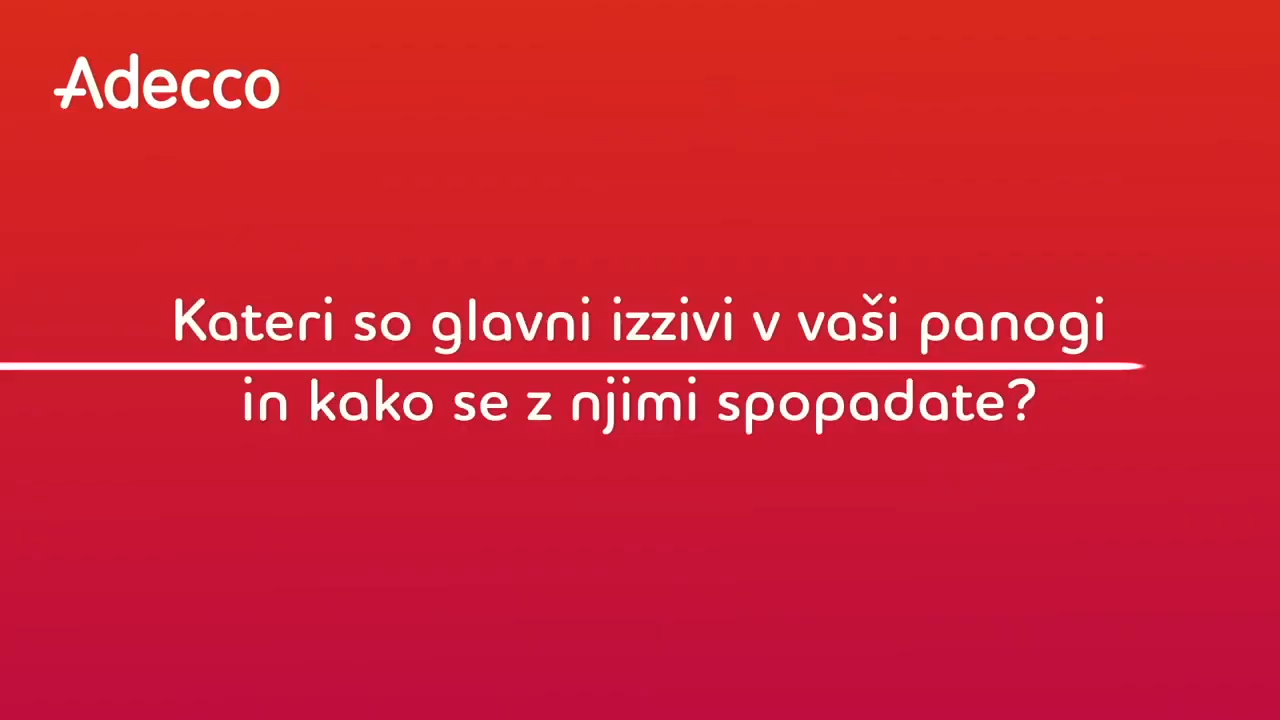 Adecco
Kateri so glavni izzivi v vaši panogi
in kako se z njimi spopadate?